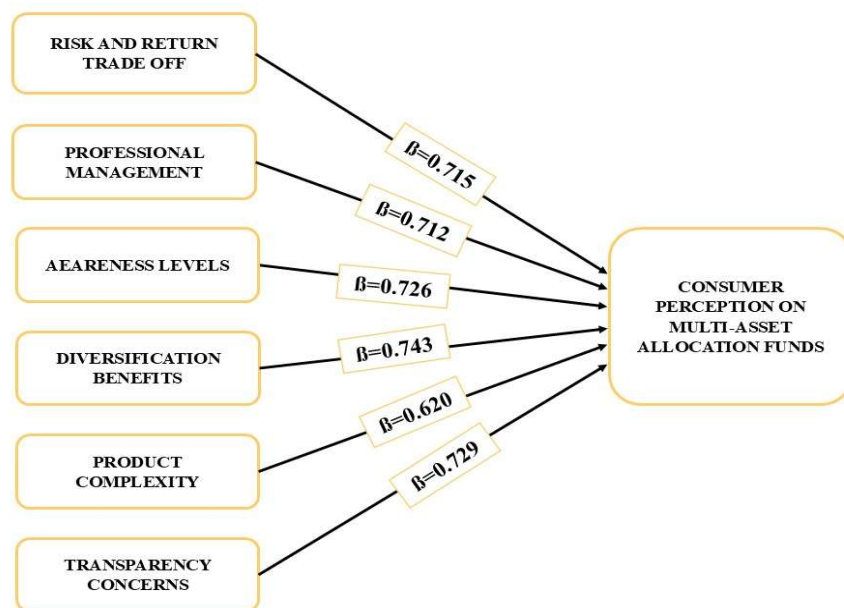 RISK AND RETURN
TRADE OFF
PROFESSIONAL
MANAGEMENT
AEARENESS LEVELS
DIVERSIFICATION
BENEFITS
PRODUCT
COMPLEXITY
TRANSPARENCY
CONCERNS
ß=0.715
ß=0.712
ß=0.726
ß=0.743
ß=0.620
ß=0.729
CONSUMER
PERCEPTION ON
MULTI-ASSET
ALLOCATION FUNDS